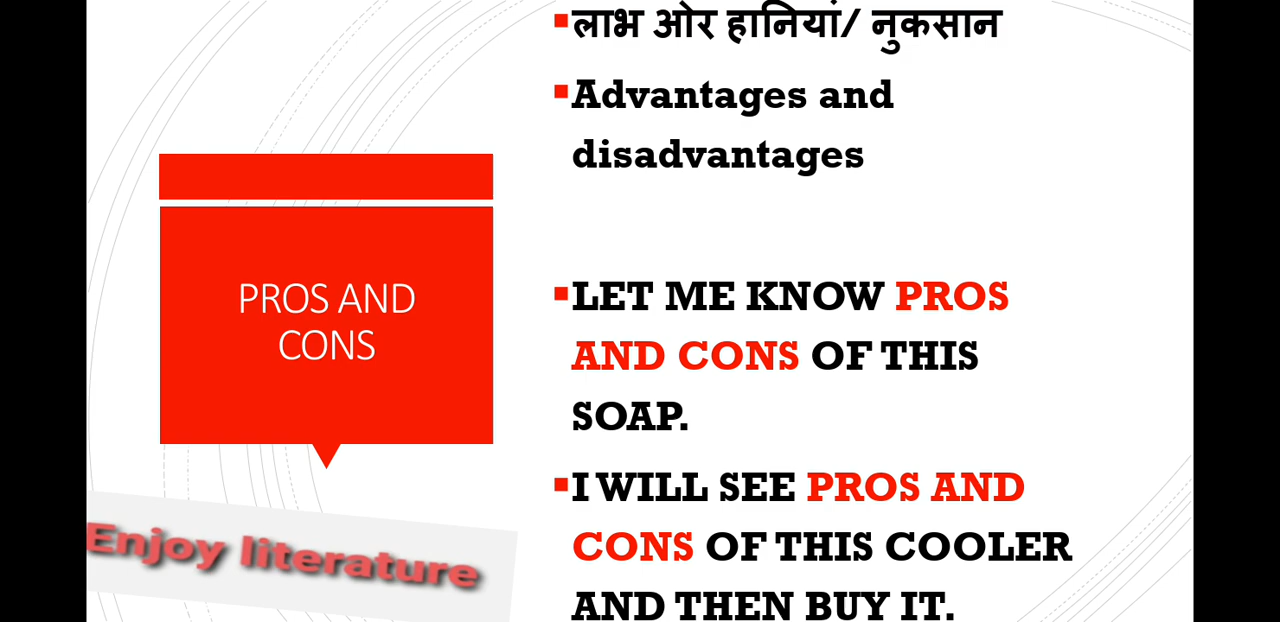 लाभ ओर हानियां/ नुकसान
Advantages and
disadvantages
PROS AND
CONS
LET ME KNOW PROS
AND CONS OF THIS
SOAP.
I WILL SEE PROS AND
CONS OF THIS COOLER
AND THEN BUY IT.
Enjoy literature